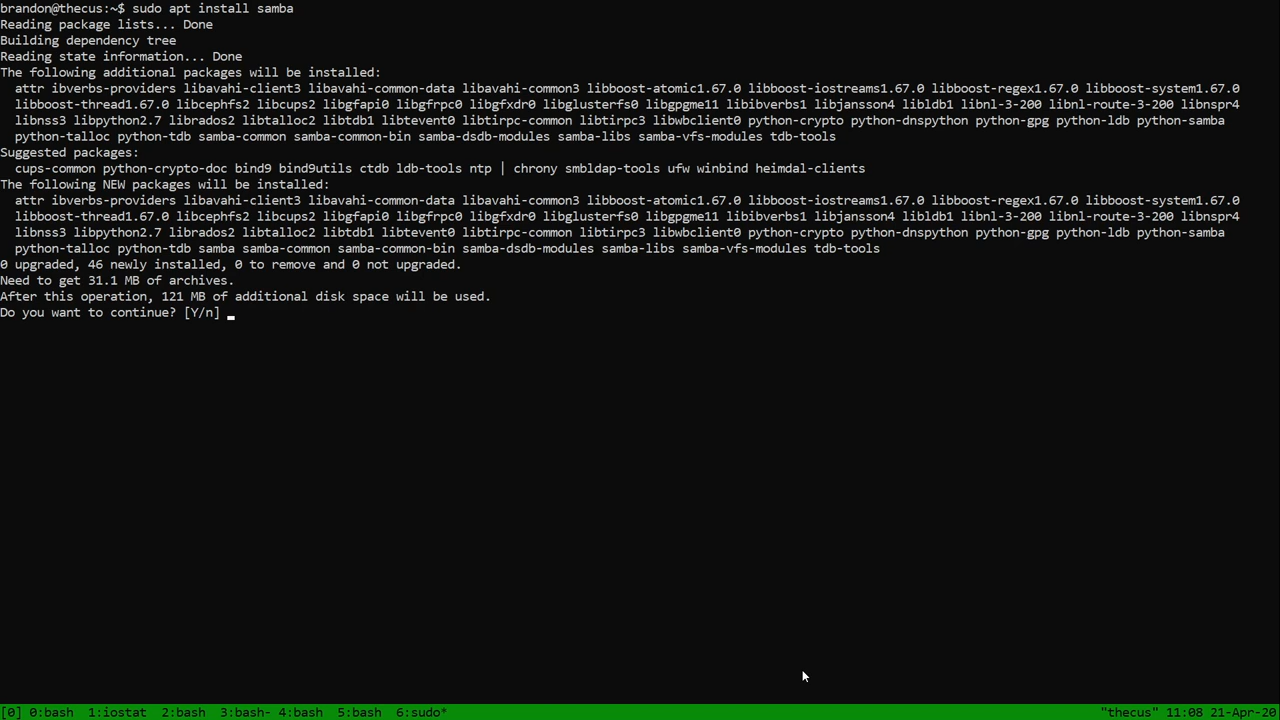 brandon@thecus:~$ sudo apt install samba
Reading package lists... Done
Building dependency tree
Reading state information... Done
The following additional packages will be installed:
  attr ibverbs-providers libavahi-client3 libavahi-common-data libavahi-common3 libboost-atomic1.67.0 libboost-iostreams1.67.0 libboost-regex1.67.0 libboost-system1.67.0
  libboost-thread1.67.0 libcephfs2 libcups2 libgfapi0 libgfrpc0 libgfxdr0 libglusterfs0 libgpgme11 libibverbs1 libjansson4 libldb1 libnl-3-200 libnl-route-3-200 libnspr4
  libnss3 libpython2.7 librados2 libtalloc2 libtdb1 libtevent0 libtirpc-common libtirpc3 libwbclient0 python-crypto python-dnspython python-gpg python-ldb python-samba
  python-talloc python-tdb samba-common samba-common-bin samba-dsdb-modules samba-libs samba-vfs-modules tdb-tools
Suggested packages:
  cups-common python-crypto-doc bind9 bind9utils ctdb ldb-tools ntp | chrony smbldap-tools ufw winbind heimdal-clients
The following NEW packages will be installed:
  attr ibverbs-providers libavahi-client3 libavahi-common-data libavahi-common3 libboost-atomic1.67.0 libboost-iostreams1.67.0 libboost-regex1.67.0 libboost-system1.67.0
  libboost-thread1.67.0 libcephfs2 libcups2 libgfapi0 libgfrpc0 libgfxdr0 libglusterfs0 libgpgme11 libibverbs1 libjansson4 libldb1 libnl-3-200 libnl-route-3-200 libnspr4
  libnss3 libpython2.7 librados2 libtalloc2 libtdb1 libtevent0 libtirpc-common libtirpc3 libwbclient0 python-crypto python-dnspython python-gpg python-ldb python-samba
  python-talloc python-tdb samba samba-common samba-common-bin samba-dsdb-modules samba-libs samba-vfs-modules tdb-tools
0 upgraded, 46 newly installed, 0 to remove and 0 not upgraded.
Need to get 31.1 MB of archives.
After this operation, 121 MB of additional disk space will be used.
Do you want to continue? [Y/n]
[0] 0:bash  1:iostat  2:bash  3:bash- 4:bash  5:bash  6:sudo* "thecus" 11:08 21-Apr-20